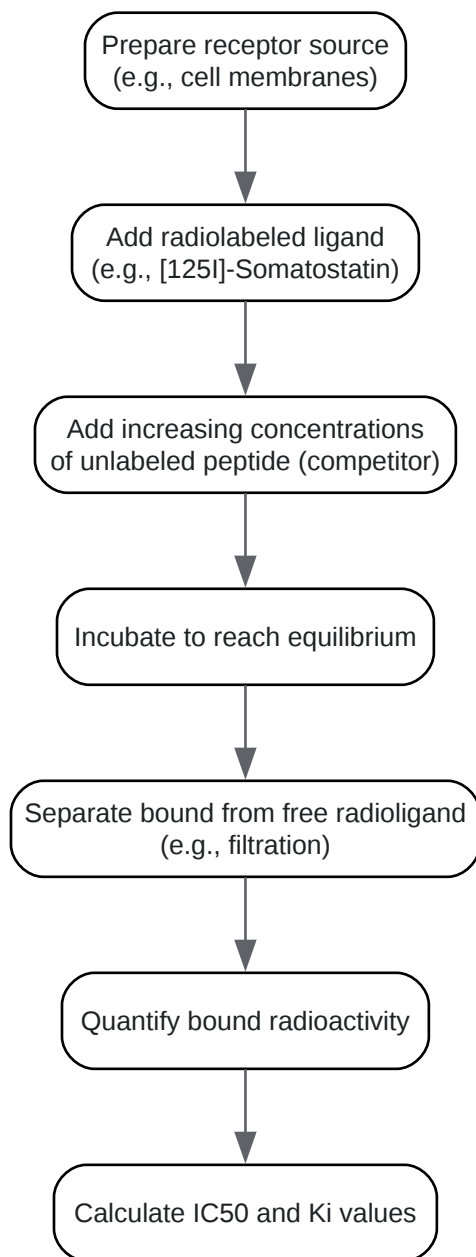 Prepare receptor source
(e.g., cell membranes)
Add radiolabeled ligand
(e.g., [125I]-Somatostatin)
Add increasing concentrations
of unlabeled peptide (competitor)
Incubate to reach equilibrium
Separate bound from free radioligand
(e.g., filtration)
Quantify bound radioactivity
Calculate IC50 and Ki values